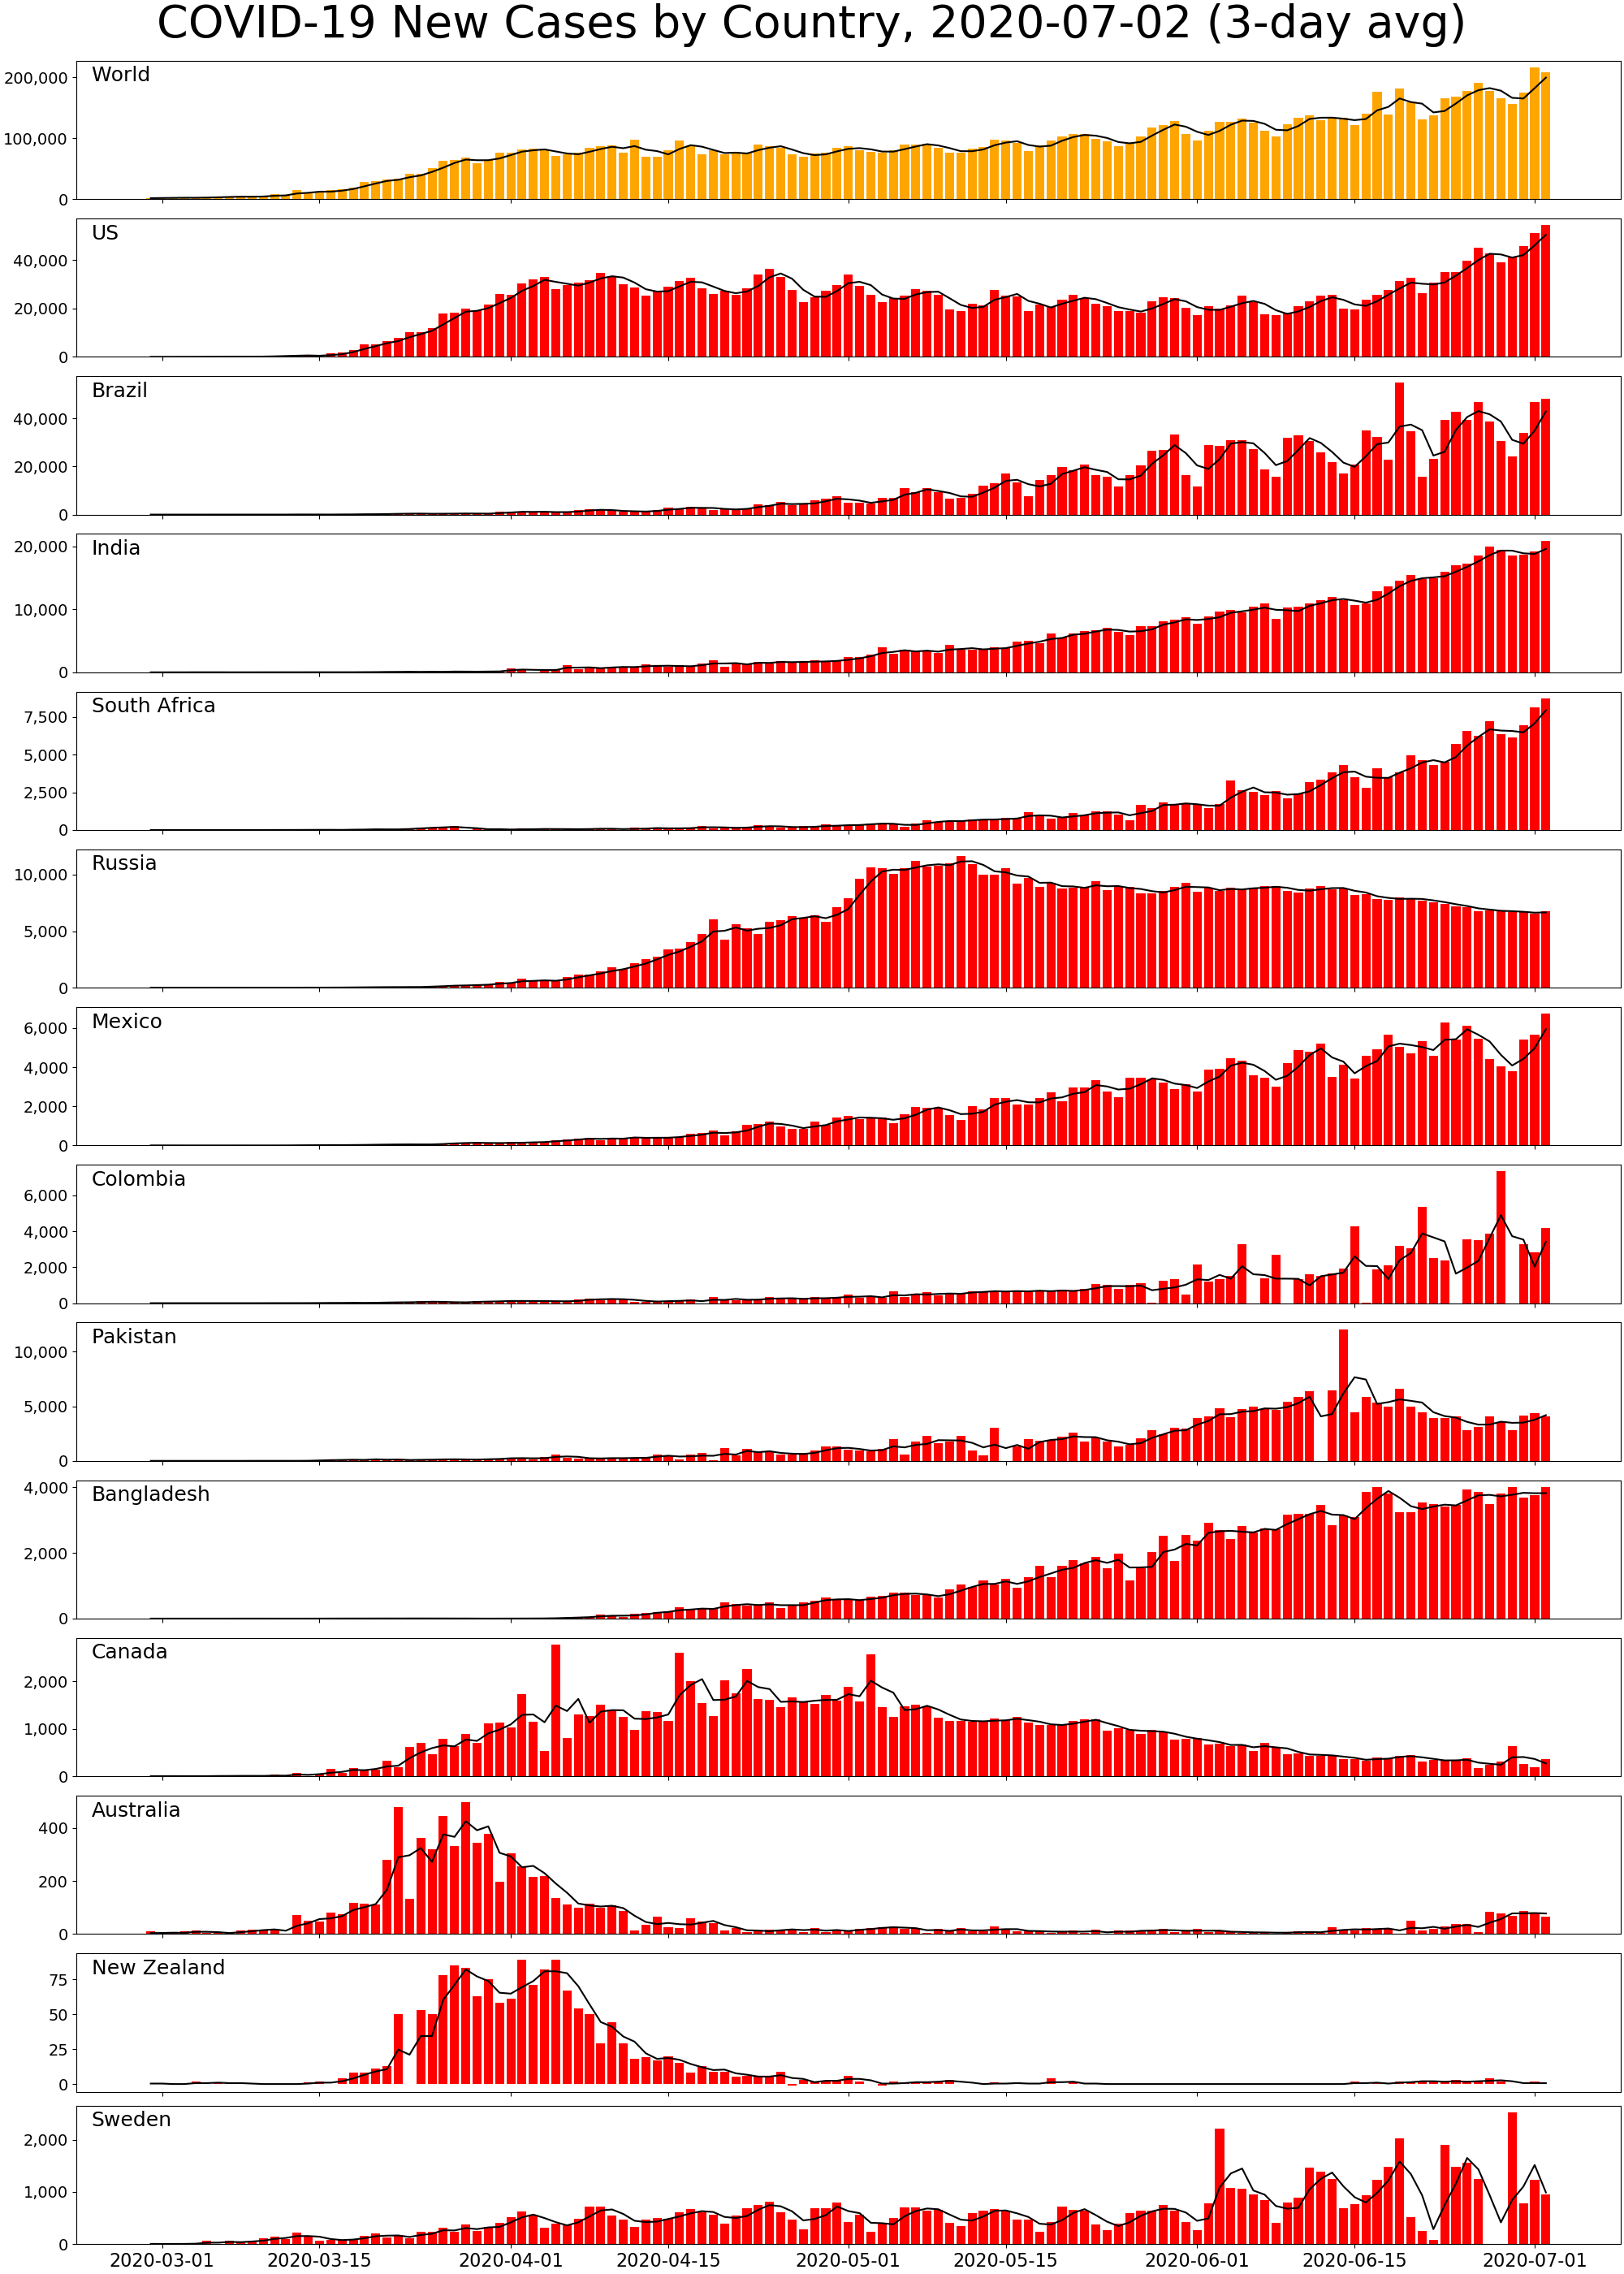 COVID-19 New Cases by Country, 2020-07-02 (3-day avg)
World
200,000
100,000
0
US
40,000
20,000
0
Brazil
40,000
20,000
0
India
20,000
10,000
0
South Africa
7,500
5,000
2,500
0
Russia
10,000
5,000
0
Mexico
6,000
4,000
2,000
0
Colombia
6,000
4,000
2,000
0
Pakistan
10,000
5,000
0
Bangladesh
4,000
2,000
0
Canada
2,000
1,000
0
Australia
400
200
0
New Zealand
75
50
25
0
Sweden
2,000
1,000
0
2020-03-01 2020-03-15 2020-04-01 2020-04-15 2020-05-01 2020-05-15 2020-06-01 2020-06-15 2020-07-01